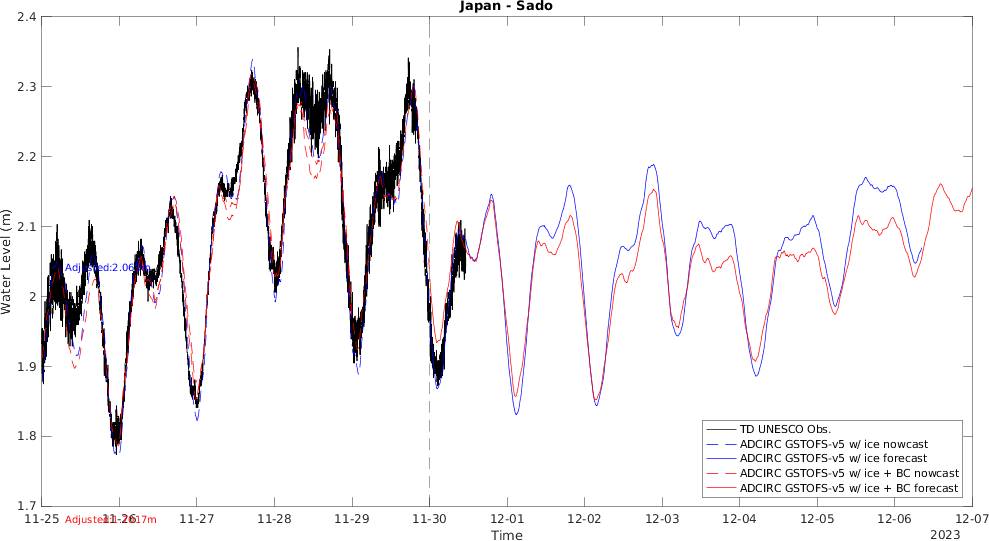 Japan - Sado
2.4
2.3
2.2
2.1
2
1.9
1.8
1.7
Water Level (m)
TD UNESCO Obs.
ADCIRC GSTOFS-v5 w/ ice nowcast
ADCIRC GSTOFS-v5 w/ ice forecast
ADCIRC GSTOFS-v5 w/ ice + BC nowcast
ADCIRC GSTOFS-v5 w/ ice + BC forecast
11-25 11-26 11-27 11-28 11-29 11-30 12-01 12-02 12-03 12-04 12-05 12-06 12-07
Time
2023